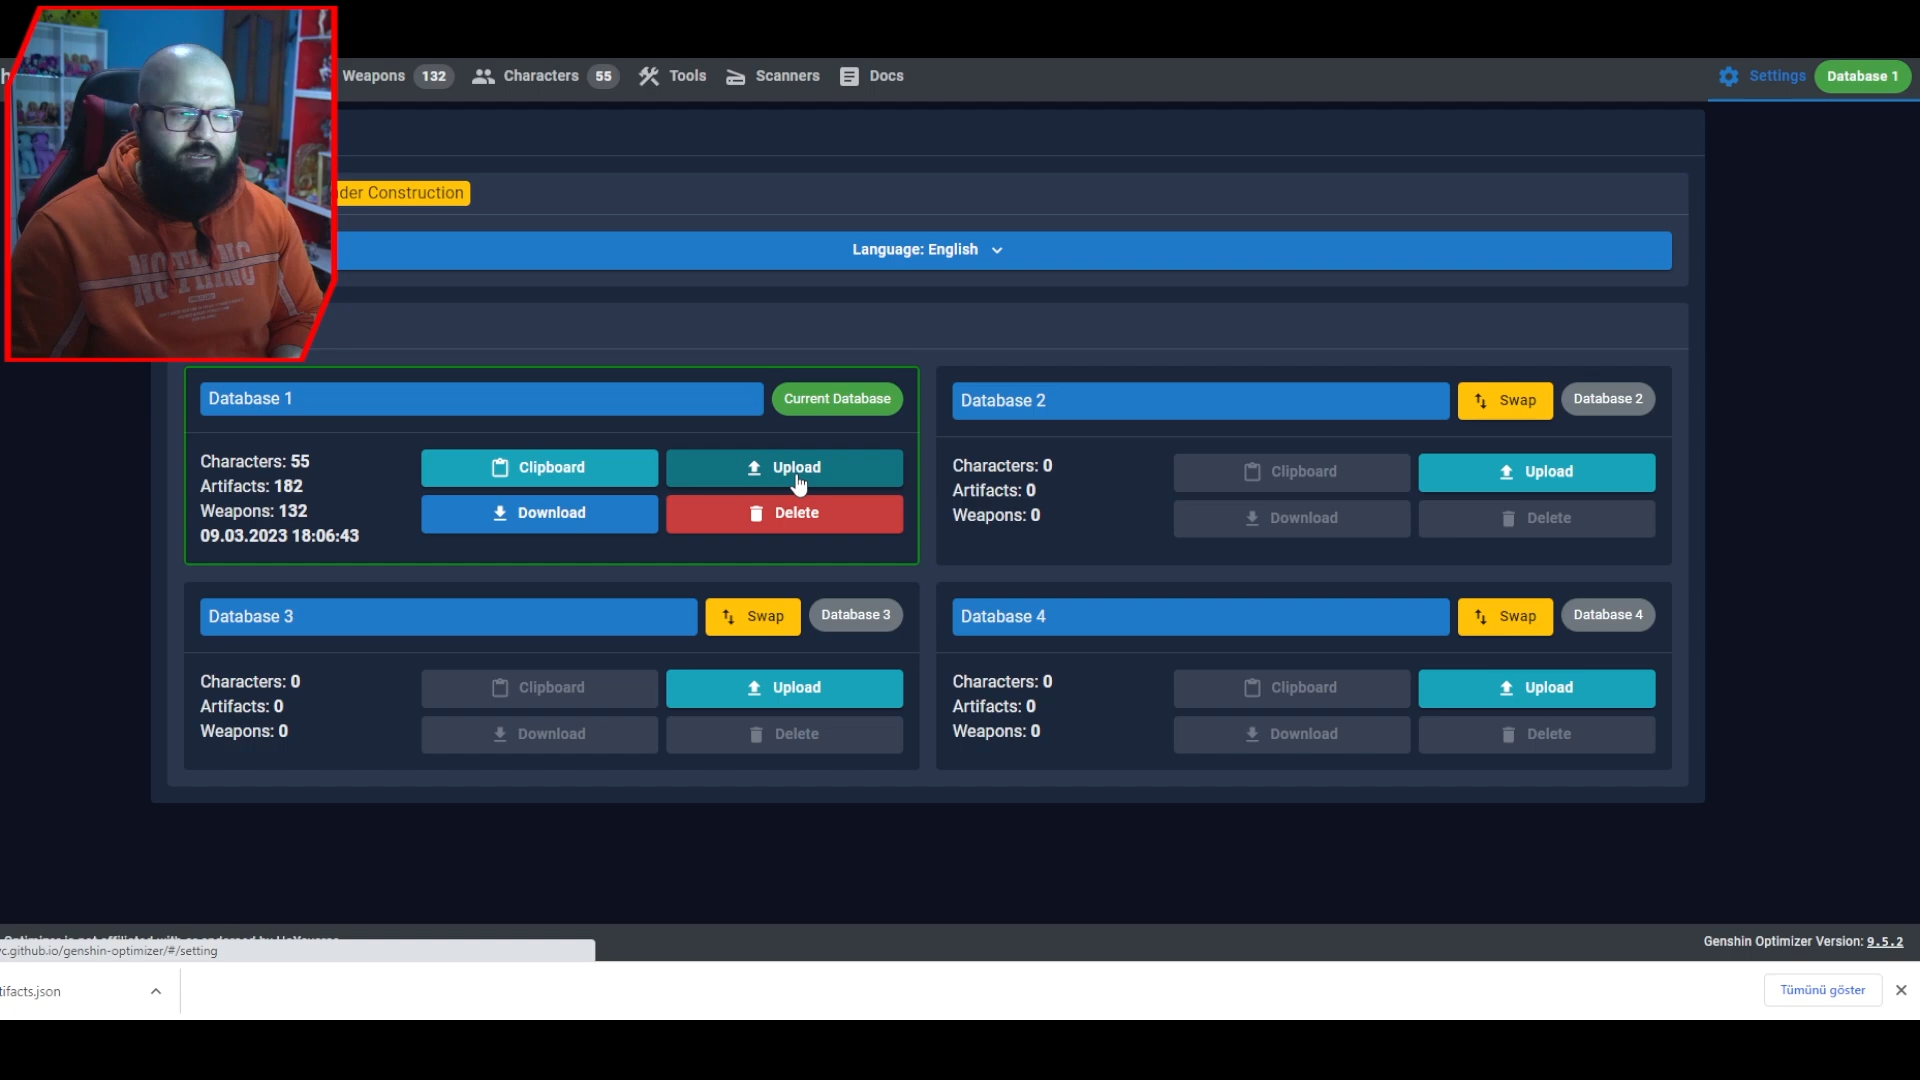 Weapons 132 Characters 55 Tools Scanners Docs Settings Database 1
der Construction
Language: English
NOTHING
Database 1 Current Database
Characters: 55
Artifacts: 182
Weapons: 132
09.03.2023 18:06:43
Clipboard Upload
Download Delete
Database 2 Swap Database 2
Characters: 0
Artifacts: 0
Weapons: 0
Clipboard Upload
Download Delete
Database 3 Swap Database 3
Characters: 0
Artifacts: 0
Weapons: 0
Clipboard Upload
Download Delete
Database 4 Swap Database 4
Characters: 0
Artifacts: 0
Weapons: 0
Clipboard Upload
Download Delete
Genshin Optimizer Version: 9.5.2
c.github.io/genshin-optimizer/#/setting
tifacts.json
Tümünü göster